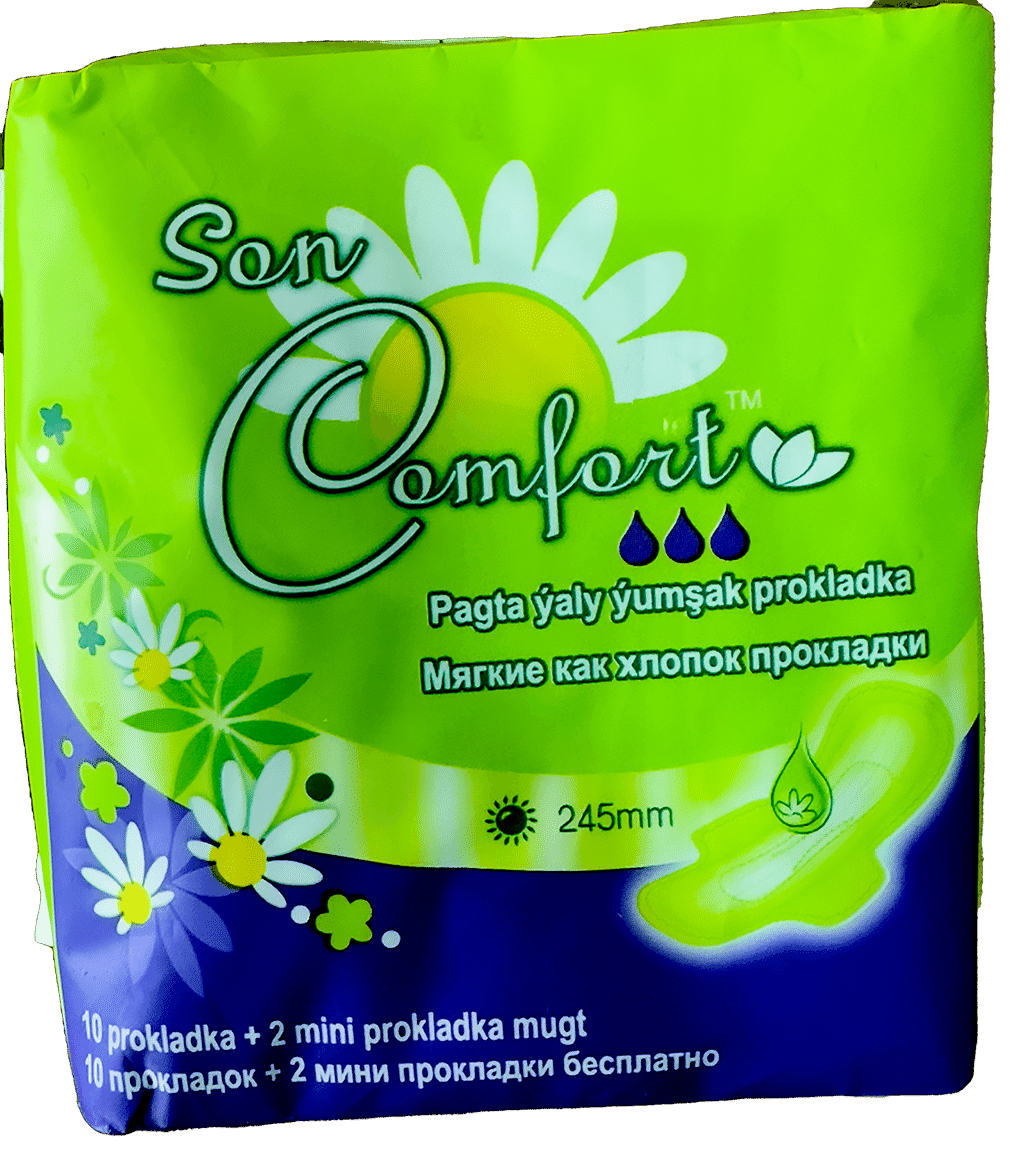 Son
Comfort™
Pagta ýaly ýumşak prokladka
Мягкие как хлопок прокладки
245mm
10 prokladka + 2 mini prokladka mugt
10 прокладок + 2 мини прокладки бесплатно